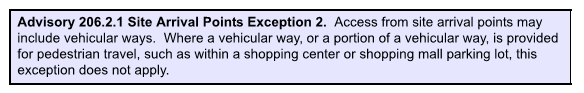 Advisory 206.2.1 Site Arrival Points Exception 2.  Access from site arrival points may
include vehicular ways.  Where a vehicular way, or a portion of a vehicular way, is provided
for pedestrian travel, such as within a shopping center or shopping mall parking lot, this
exception does not apply.